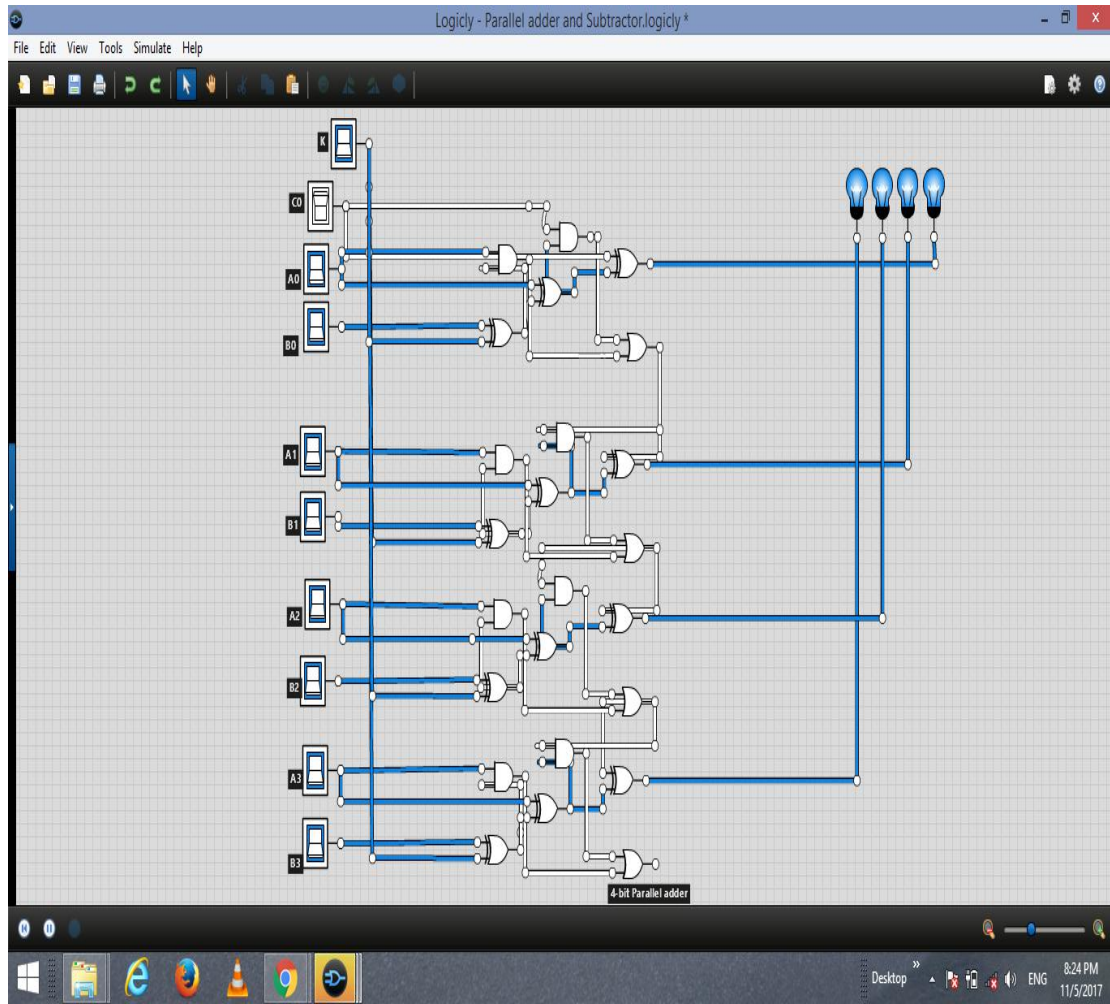 Logicly - Parallel adder and Subtractor.logicly *
File Edit View Tools Simulate Help
K
C0
A0
B0
A1
B1
A2
B2
A3
B3
4-bit Parallel adder
Desktop » ENG 8:24 PM
11/5/2017